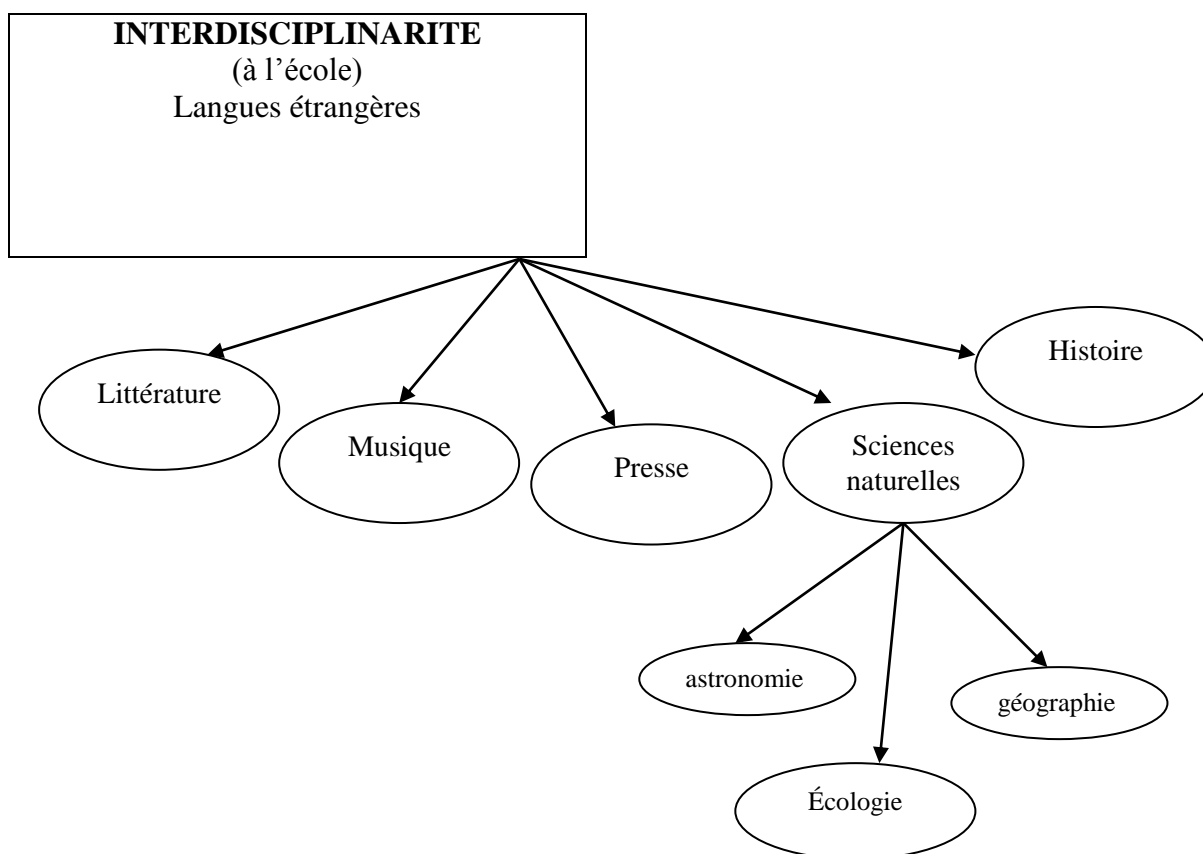 INTERDISCIPLINARITE
(à l’école)
Langues étrangères
Littérature
Musique
Presse
Sciences
naturelles
Histoire
astronomie
Écologie
géographie